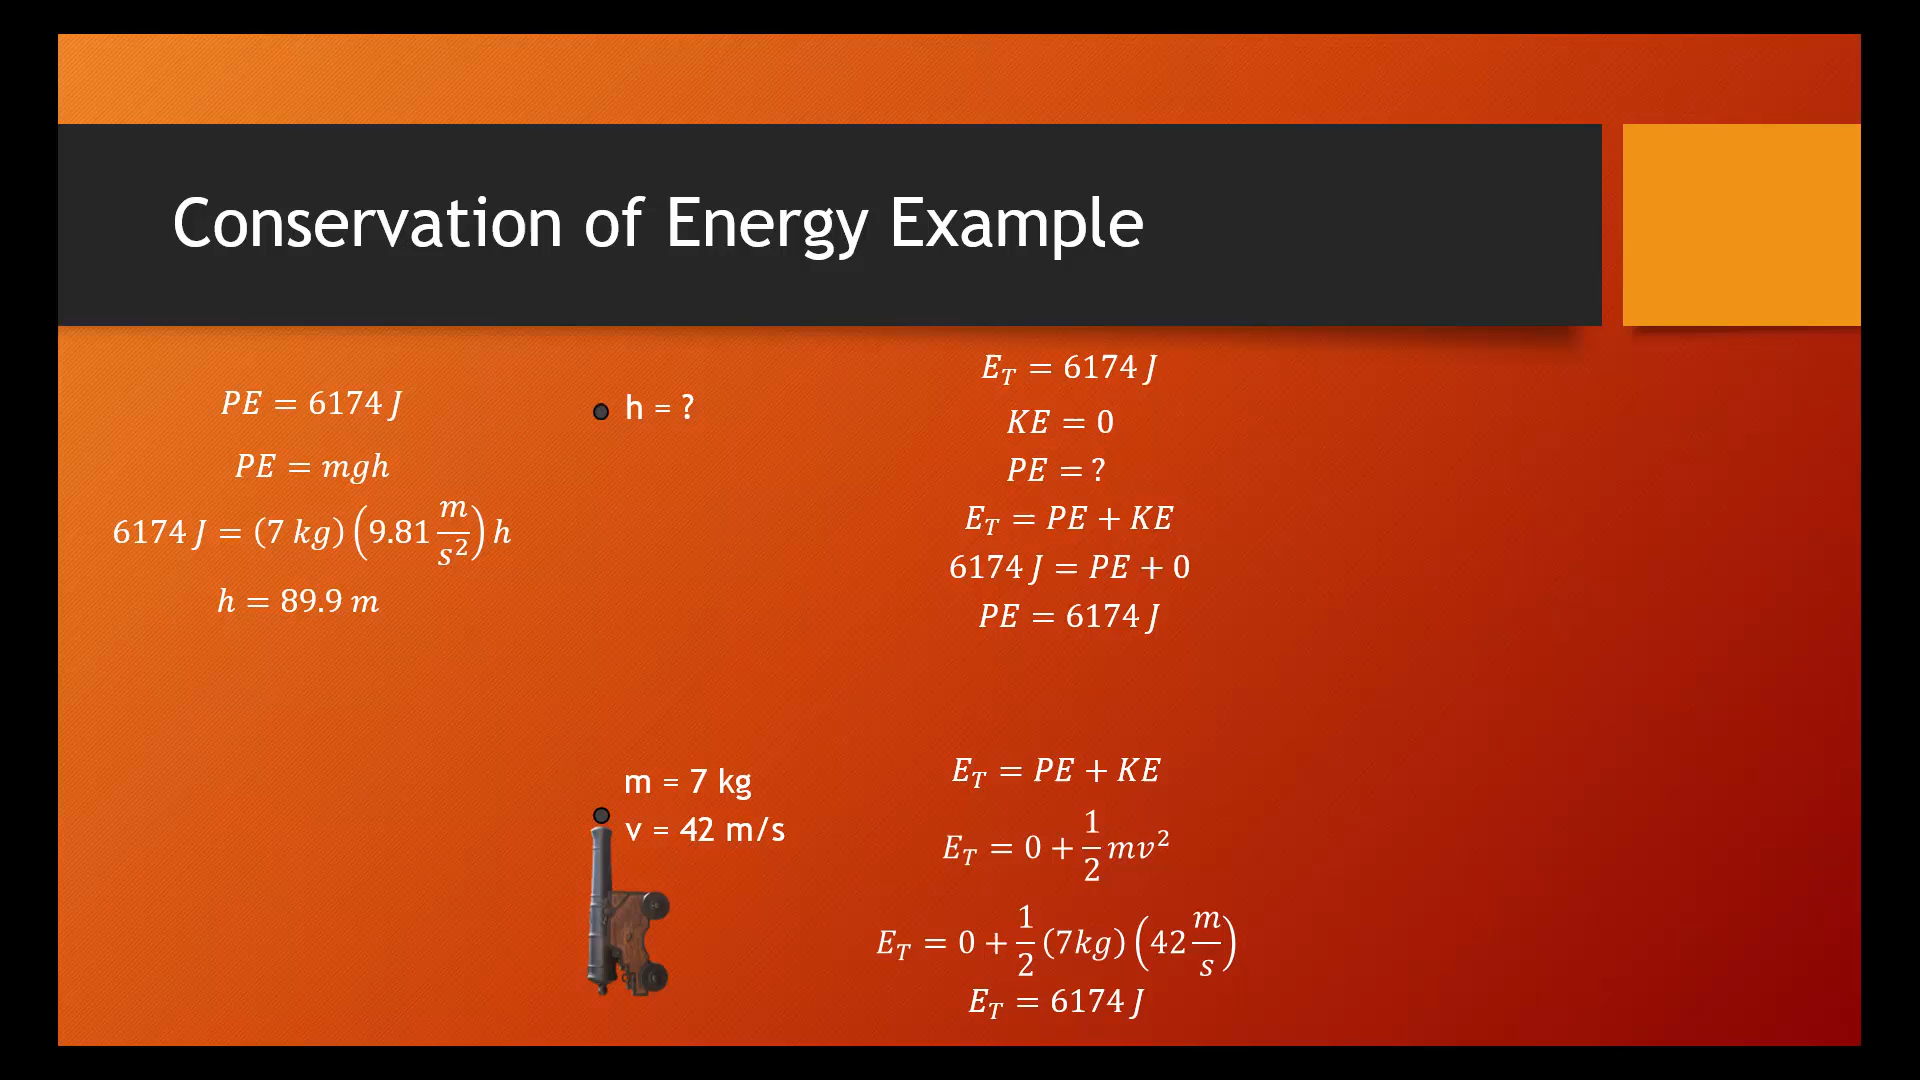 Conservation of Energy Example
PE = 6174 J
PE = mgh
6174 J = (7 kg) (9.81 m/s²) h
h = 89.9 m
h = ?
E_T = 6174 J
KE = 0
PE = ?
E_T = PE + KE
6174 J = PE + 0
PE = 6174 J
m = 7 kg
v = 42 m/s
E_T = PE + KE
E_T = 0 + 1/2 mv²
E_T = 0 + 1/2 (7kg) (42 m/s)
E_T = 6174 J